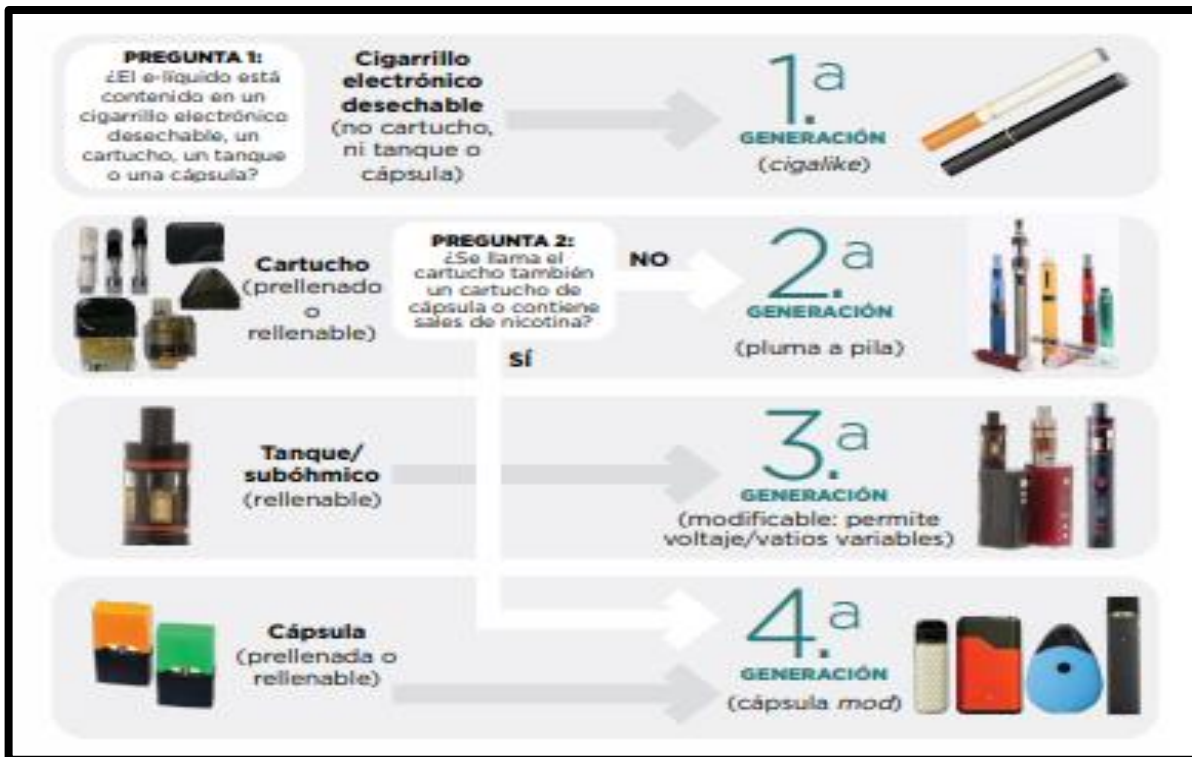 PREGUNTA 1:
¿El e-líquido está
contenido en un
cigarrillo electrónico
desechable, un
cartucho, un tanque
o una cápsula?
Cigarrillo
electrónico
desechable
(no cartucho,
ni tanque o
cápsula)
1.a
GENERACIÓN
(cigalike)
Cartucho
(prellenado
o
rellenable)
PREGUNTA 2:
¿Se llama el
cartucho también
un cartucho de
cápsula o contiene
sales de nicotina?
NO
SÍ
2.a
GENERACIÓN
(pluma a pila)
Tanque/
subóhmico
(rellenable)
3.a
GENERACIÓN
(modificable: permite
voltaje/vatios variables)
Cápsula
(prellenada o
rellenable)
4.a
GENERACIÓN
(cápsula mod)